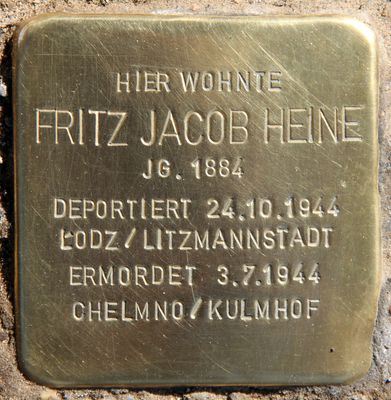 HIER WOHNTE
FRITZ JACOB HEINE
JG. 1884
DEPORTIERT 24.10.1944
ŁODZ/LITZMANNSTADT
ERMORDET 3.7.1944
CHELMNO/KULMHOF